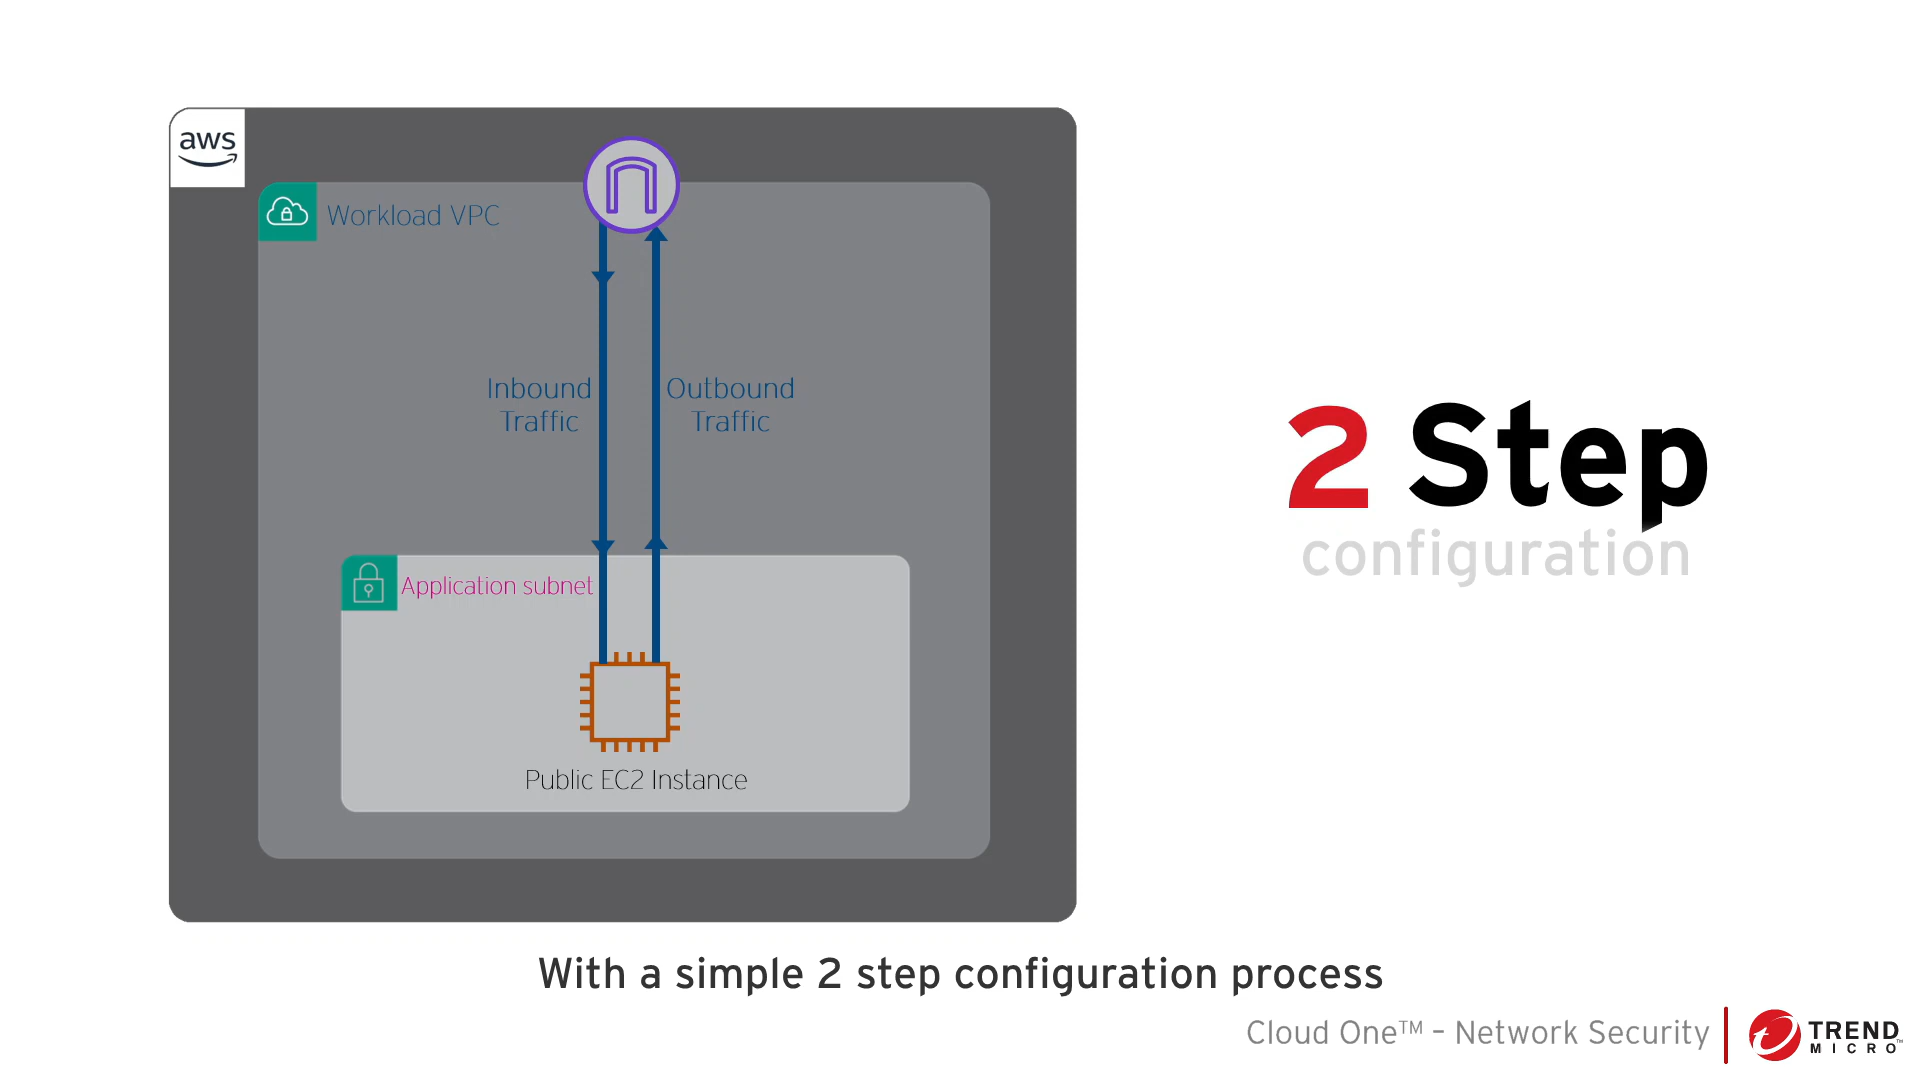 aws
Workload VPC
Inbound
Traffic
Outbound
Traffic
Application subnet
Public EC2 Instance
2 Step
configuration
With a simple 2 step configuration process
Cloud One™ – Network Security
TREND
MICRO™